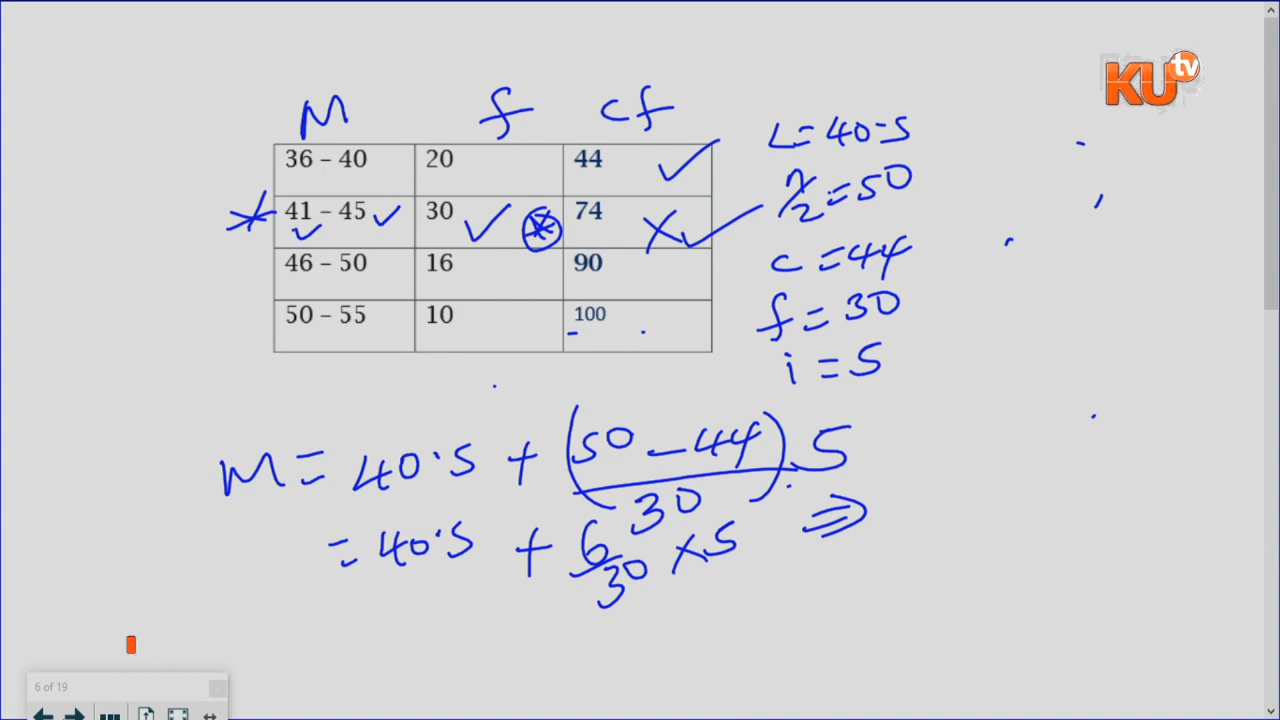 KU tv
M f cf
36 – 40 20 44
41 – 45 30 74
46 – 50 16 90
50 – 55 10 100
L = 40.5
n/2 = 50
c = 44
f = 30
i = 5
M = 40.5 + (50 – 44 / 30) . 5
= 40.5 + 6/30 × 5 ⇒
6 of 19